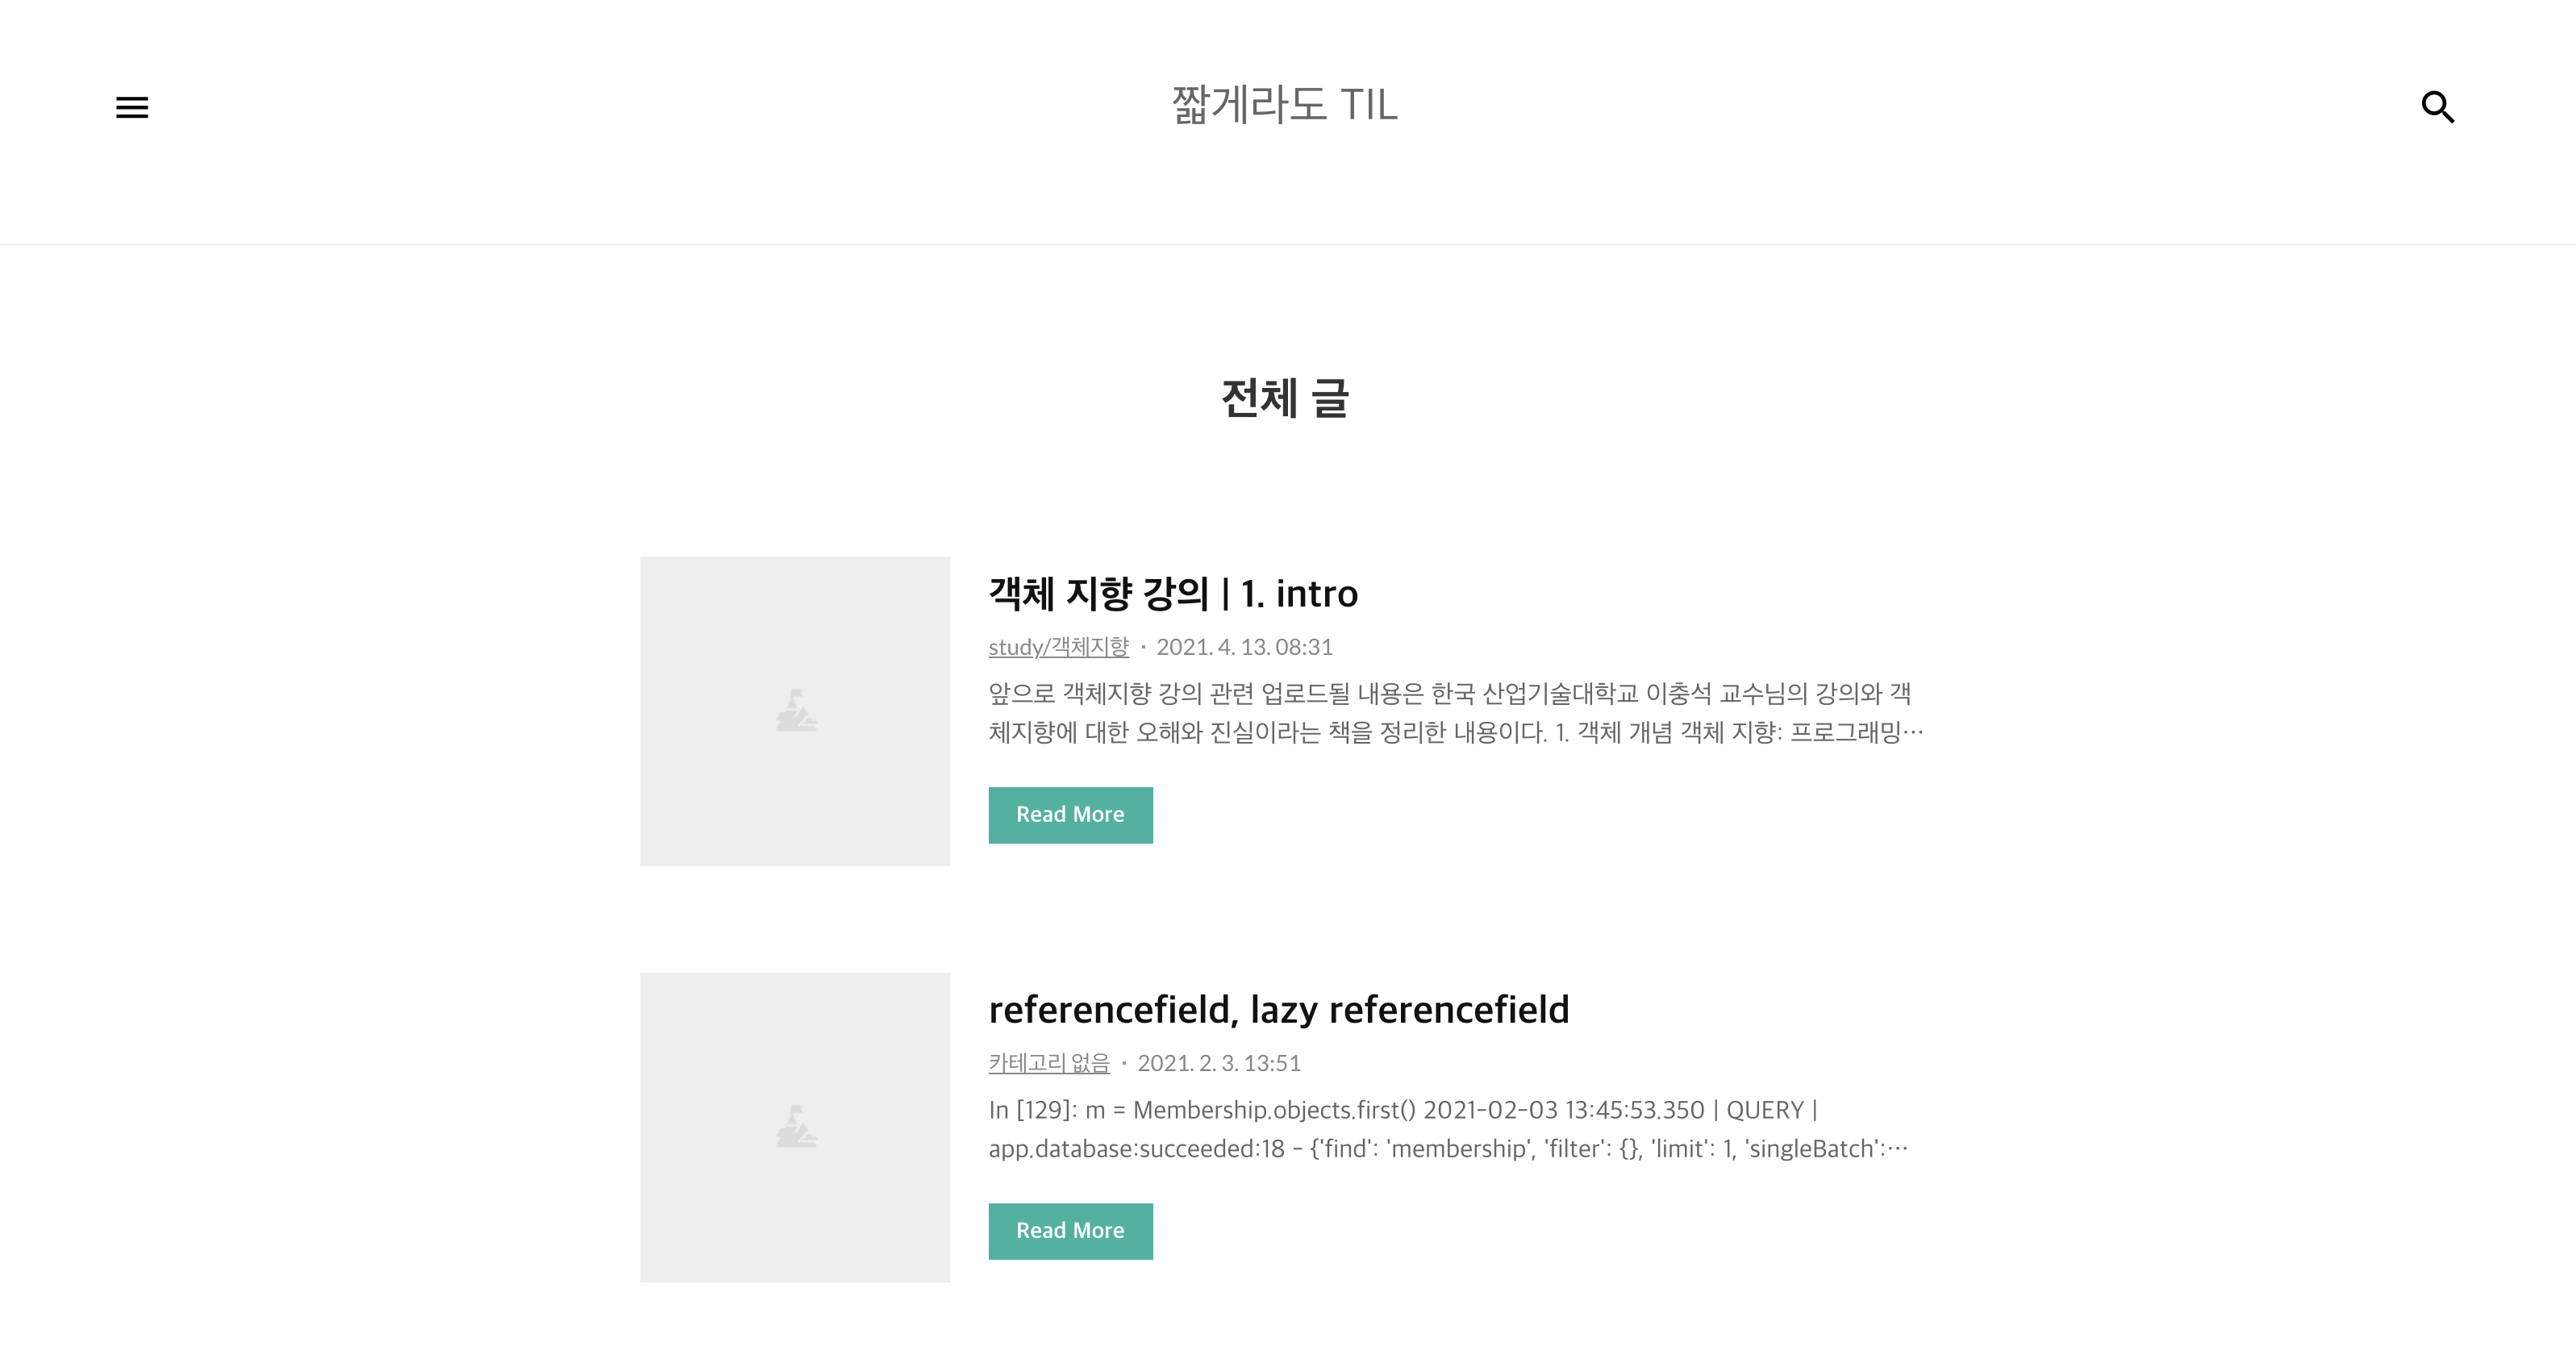 짧게라도 TIL
전체 글
객체 지향 강의 | 1. intro
study/객체지향 · 2021. 4. 13. 08:31
앞으로 객체지향 강의 관련 업로드될 내용은 한국 산업기술대학교 이충석 교수님의 강의와 객
체지향에 대한 오해와 진실이라는 책을 정리한 내용이다. 1. 객체 개념 객체 지향: 프로그래밍…
Read More
referencefield, lazy referencefield
카테고리 없음 · 2021. 2. 3. 13:51
In [129]: m = Membership.objects.first() 2021-02-03 13:45:53.350 | QUERY |
app.database:succeeded:18 - {'find': 'membership', 'filter': {}, 'limit': 1, 'singleBatch':…
Read More